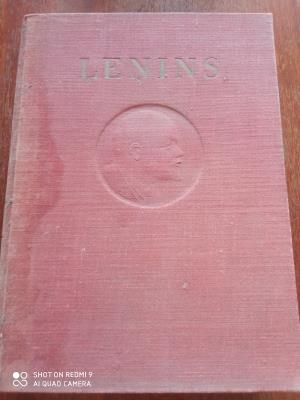 LENINS
SHOT ON REDMI 9
AI QUAD CAMERA